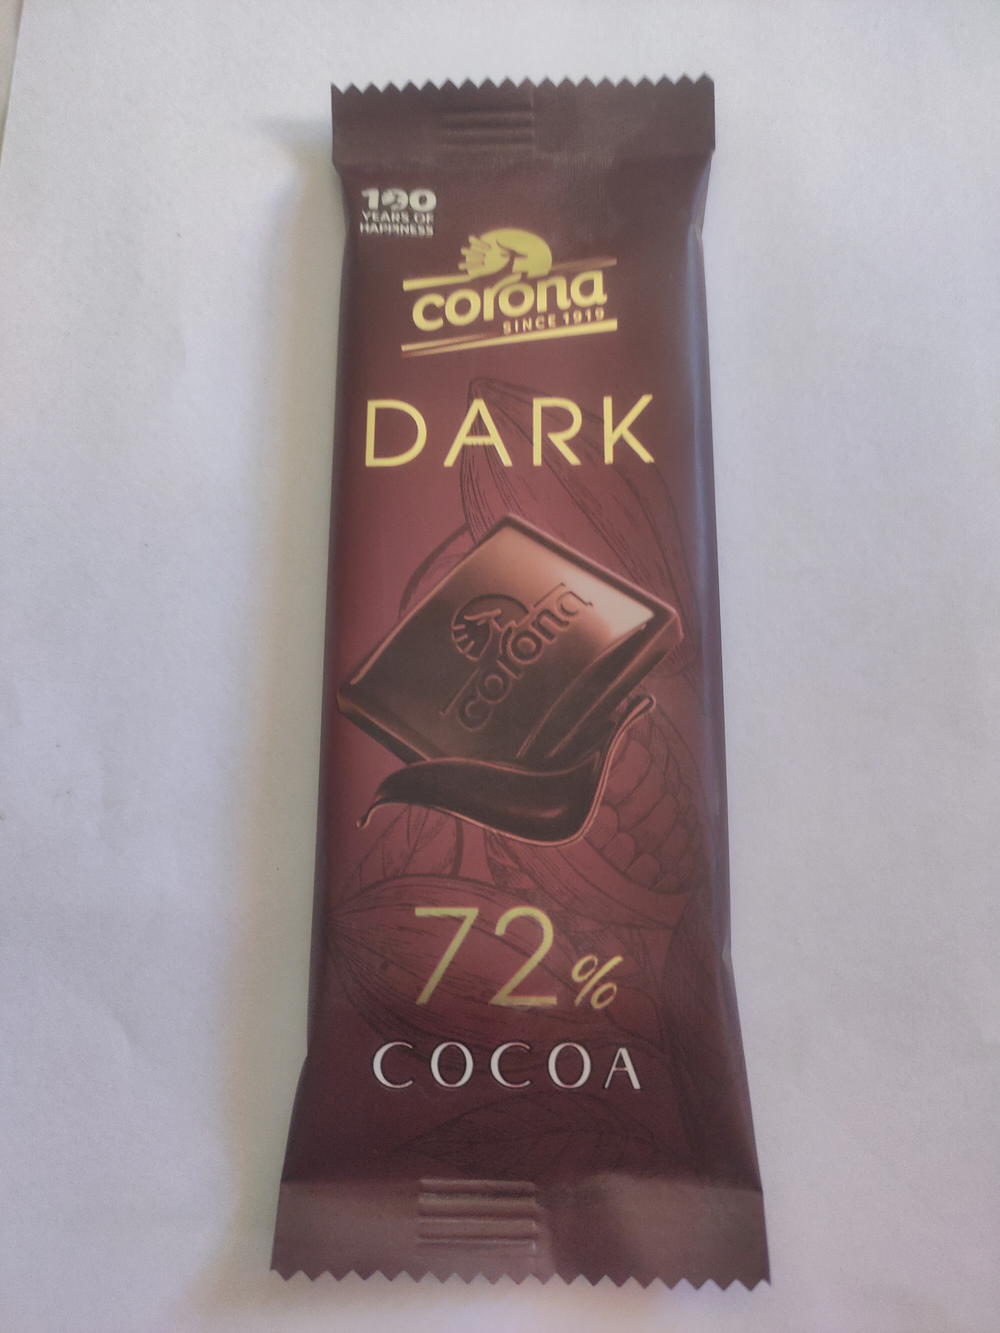 100
YEARS OF
HAPPINESS
corona
SINCE 1919
DARK
corona
72%
COCOA